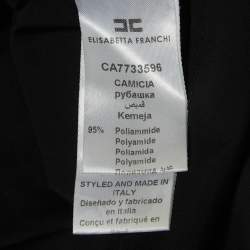 ELISABETTA FRANCHI
CA7733596
CAMICIA
рубашка
قميص
Kemeja
95% Poliammide
Polyamide
Poliamida
Polyamide
STYLED AND MADE IN
ITALY
Diseñado y fabricado
en Italia
Conçu et fabriqué en